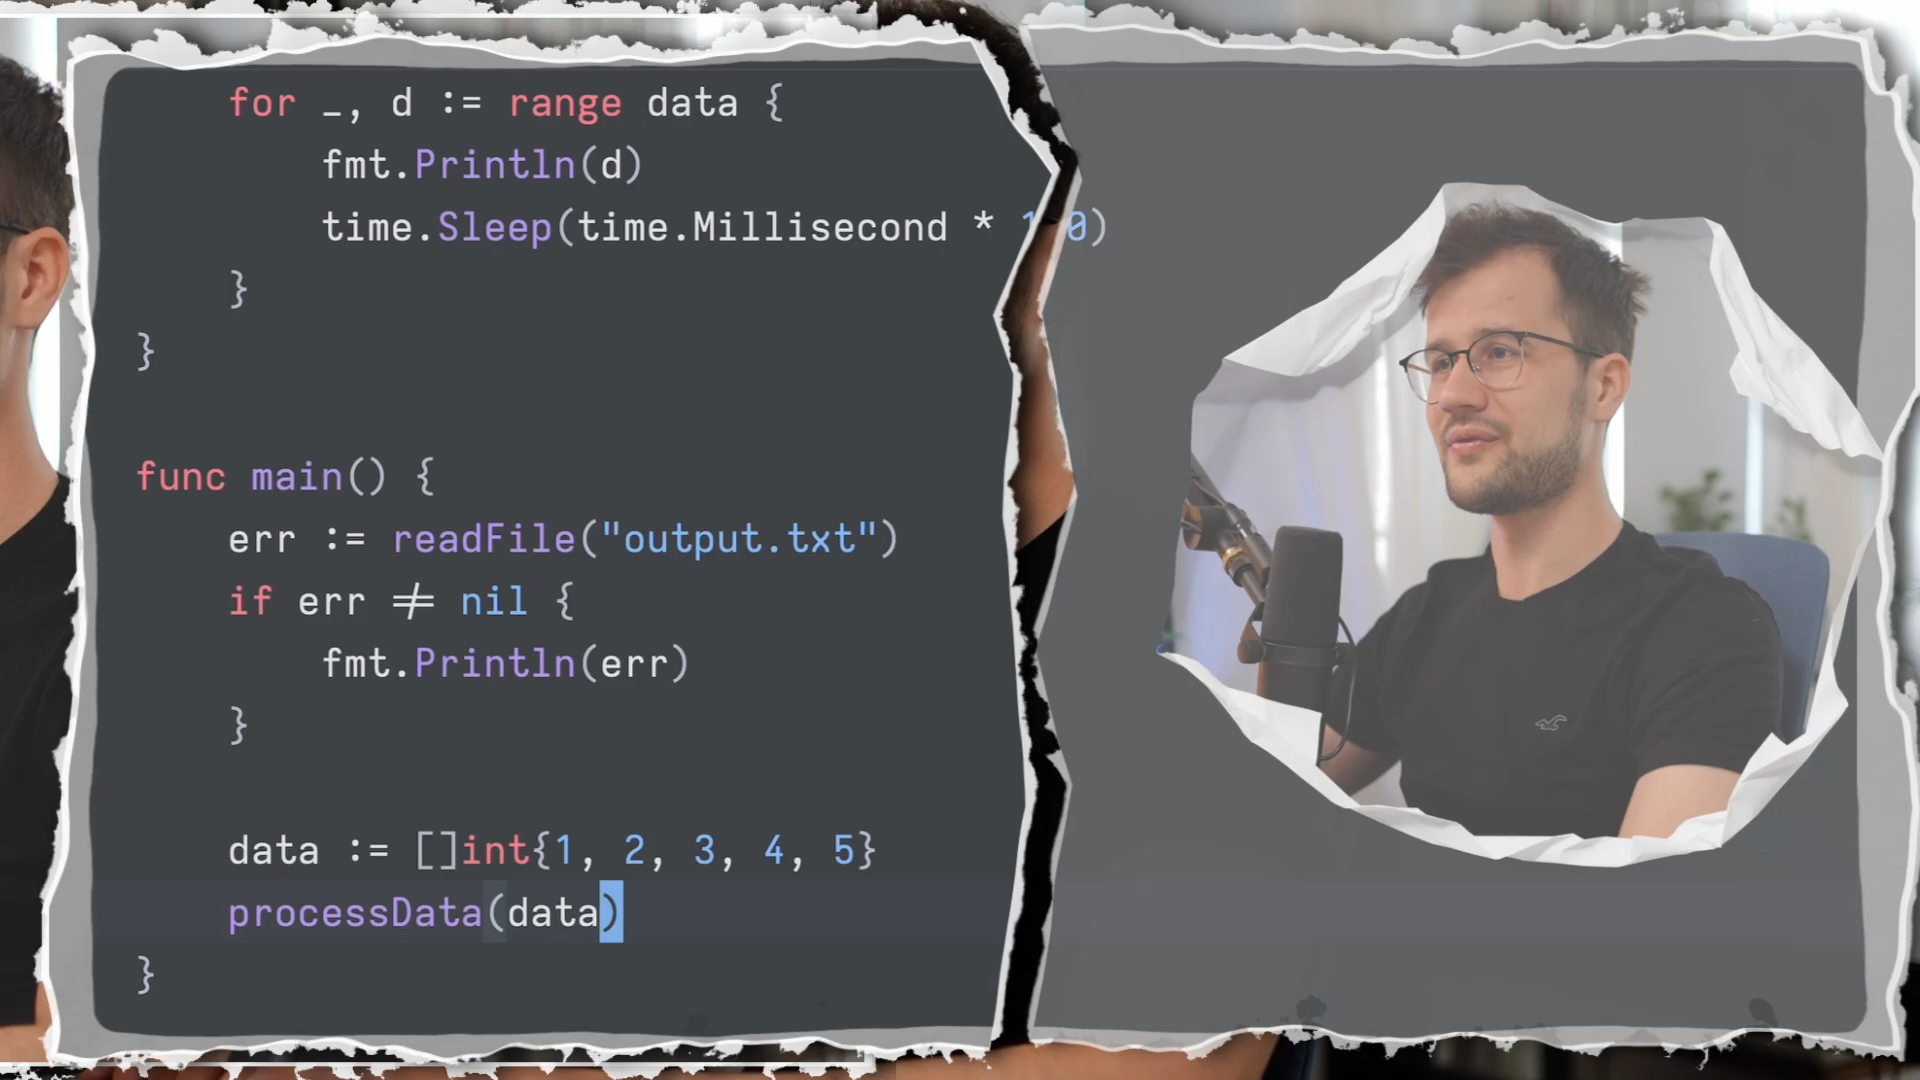 for _, d := range data {
fmt.Println(d)
time.Sleep(time.Millisecond * 0)
}
}
func main() {
err := readFile("output.txt")
if err != nil {
fmt.Println(err)
}
data := []int{1, 2, 3, 4, 5}
processData(data)
}